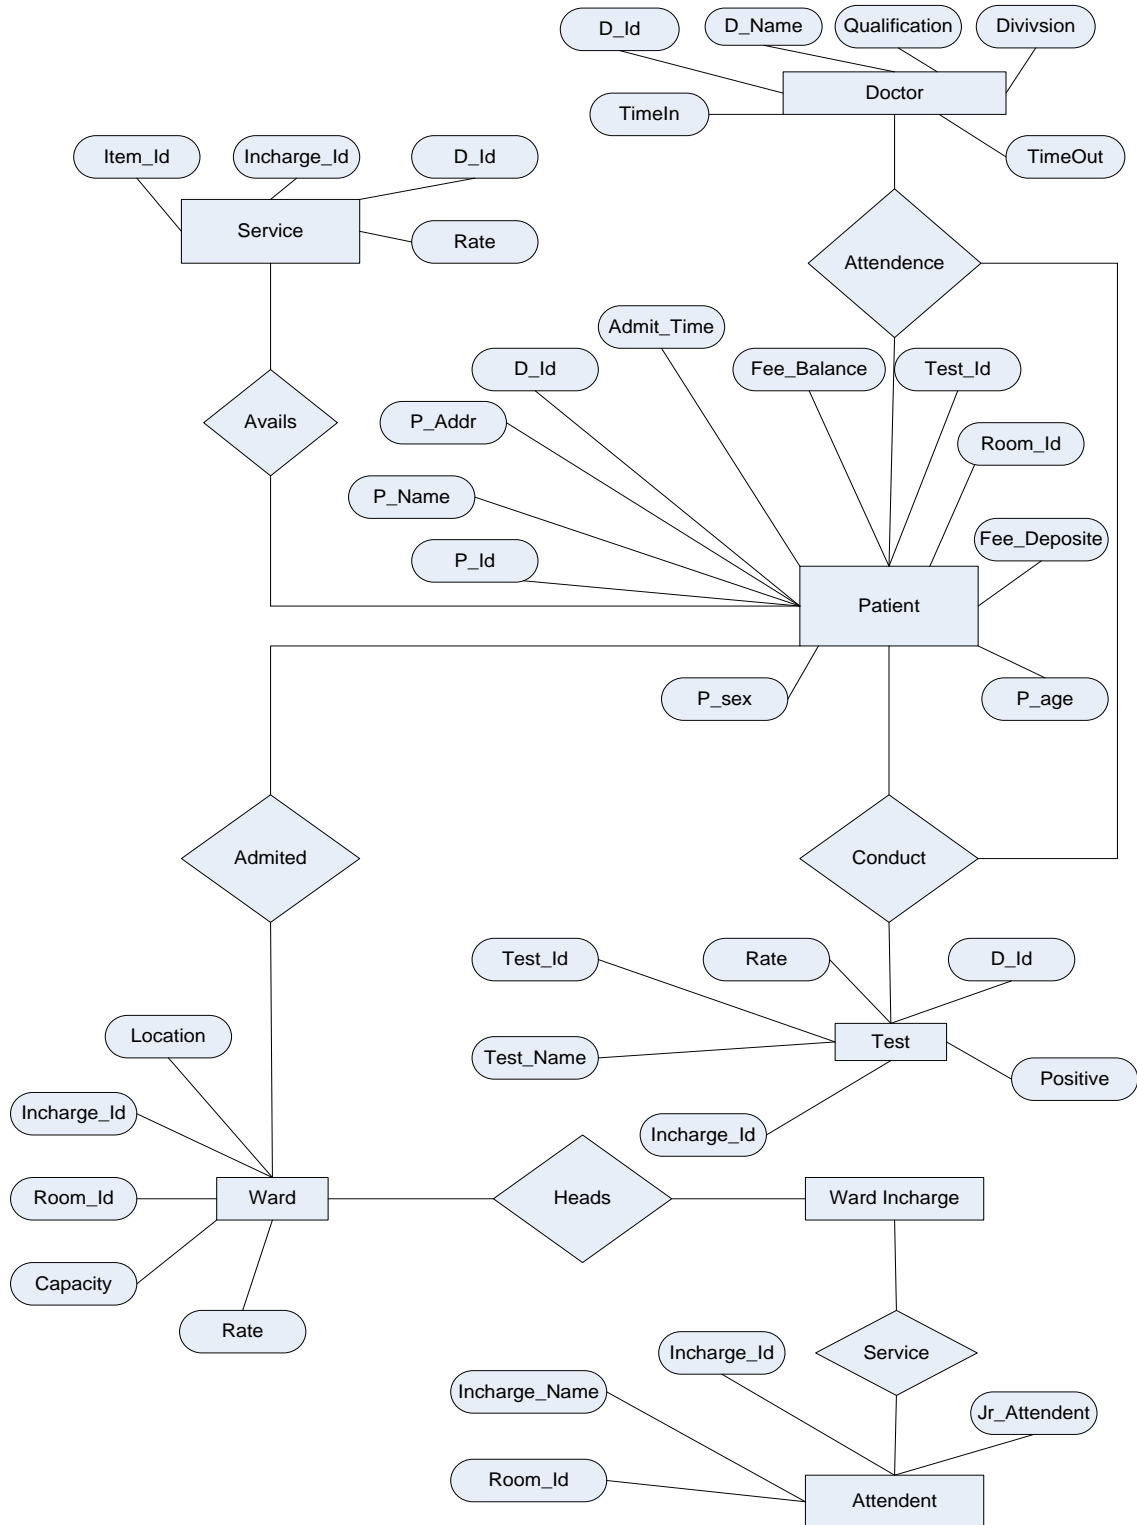 D_Id
D_Name
Qualification
Divivsion
Doctor
TimeIn
TimeOut
Item_Id
Incharge_Id
D_Id
Service
Rate
Attendence
Admit_Time
D_Id
Fee_Balance
Test_Id
P_Addr
Avails
Room_Id
P_Name
Fee_Deposite
P_Id
Patient
P_sex
P_age
Admited
Conduct
Test_Id
Rate
D_Id
Location
Test
Test_Name
Positive
Incharge_Id
Incharge_Id
Room_Id
Ward
Heads
Ward Incharge
Capacity
Rate
Incharge_Id
Service
Incharge_Name
Jr_Attendent
Room_Id
Attendent